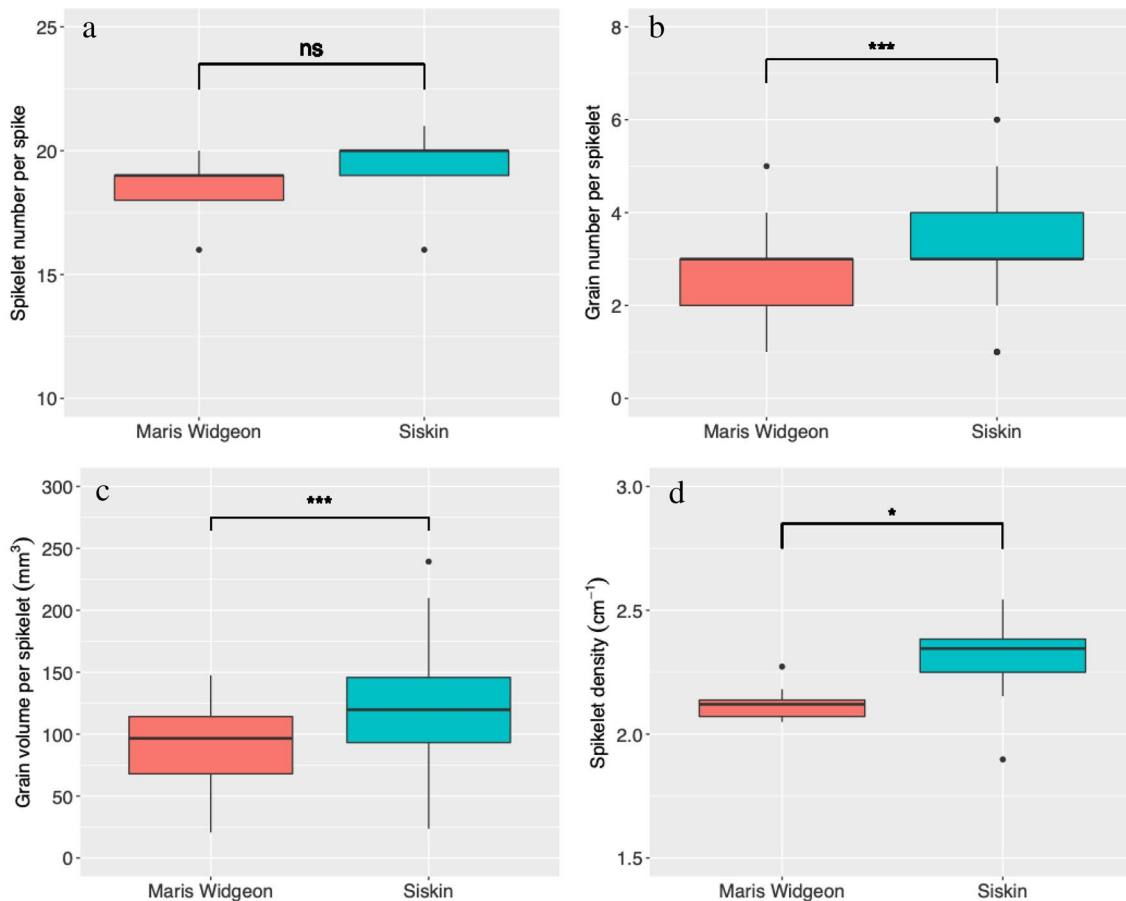 a
ns
Spikelet number per spike
25
20
15
10
Maris Widgeon Siskin
b
***
Grain number per spikelet
8
6
4
2
0
Maris Widgeon Siskin
c
***
Grain volume per spikelet (mm³)
300
250
200
150
100
50
0
Maris Widgeon Siskin
d
*
Spikelet density (cm⁻¹)
3.0
2.5
2.0
1.5
Maris Widgeon Siskin